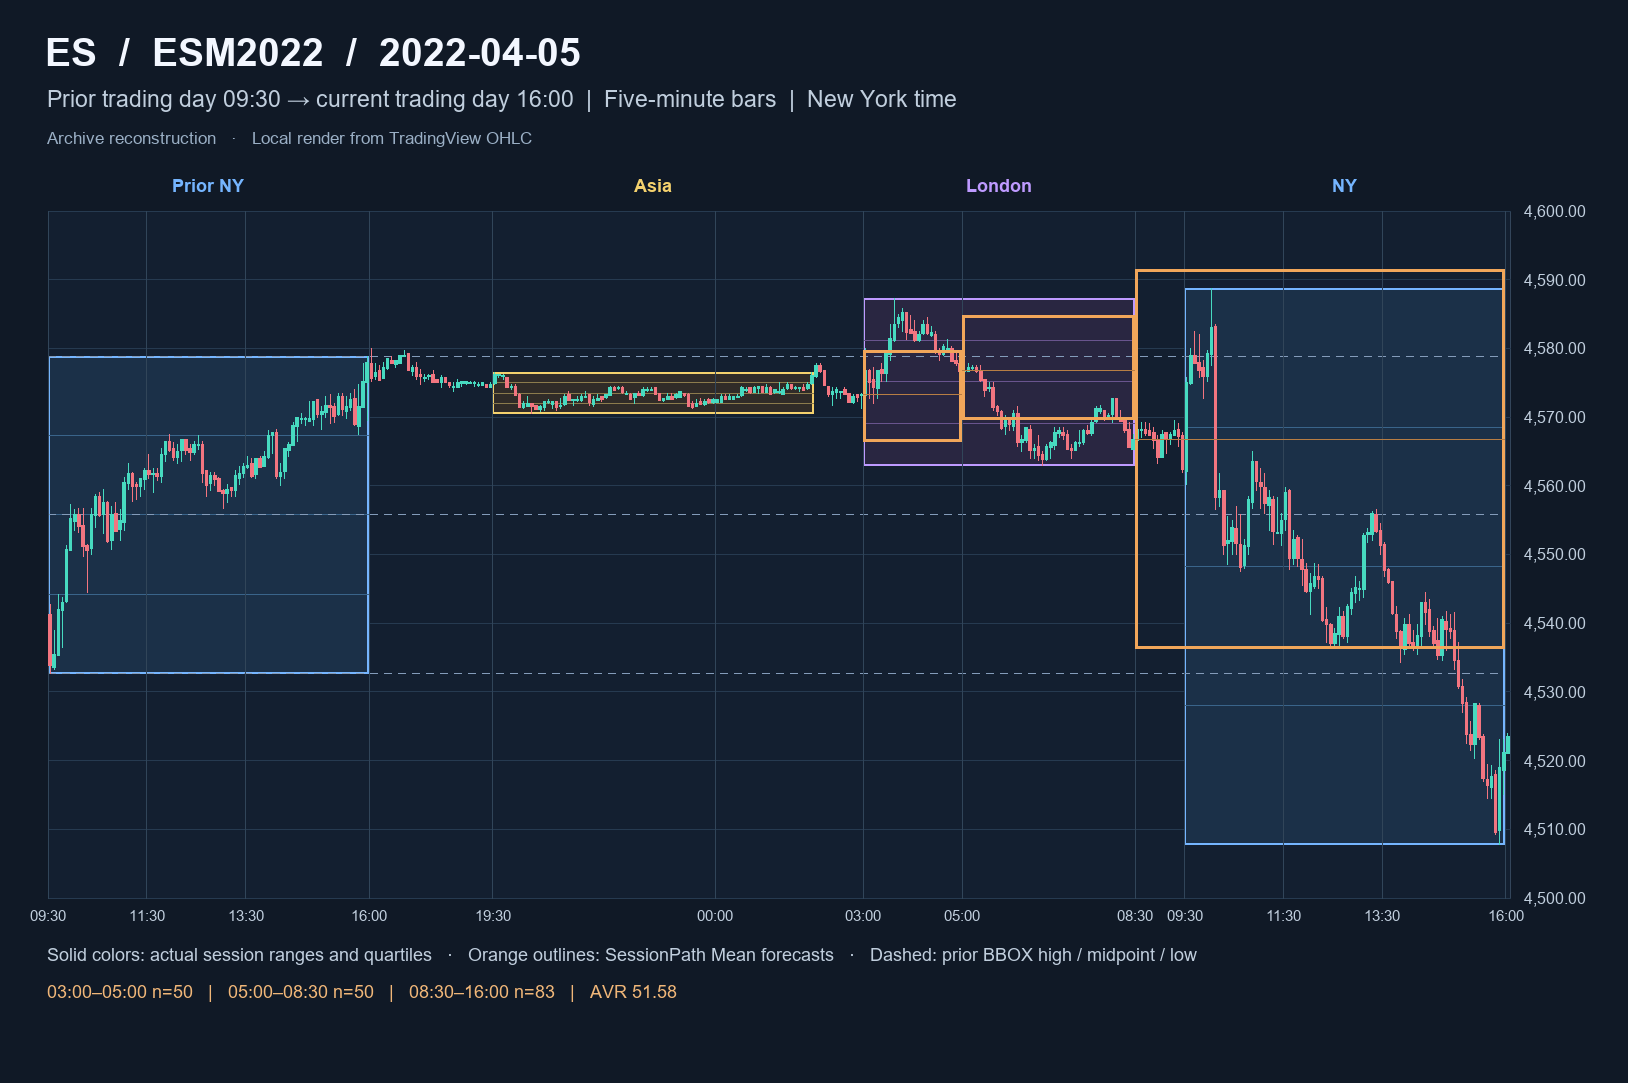 ES / ESM2022 / 2022-04-05
Prior trading day 09:30 → current trading day 16:00 | Five-minute bars | New York time
Archive reconstruction · Local render from TradingView OHLC
Prior NY Asia London NY
4,600.00
4,590.00
4,580.00
4,570.00
4,560.00
4,550.00
4,540.00
4,530.00
4,520.00
4,510.00
4,500.00
09:30 11:30 13:30 16:00 19:30 00:00 03:00 05:00 08:30 09:30 11:30 13:30 16:00
Solid colors: actual session ranges and quartiles · Orange outlines: SessionPath Mean forecasts · Dashed: prior BBOX high / midpoint / low
03:00–05:00 n=50 | 05:00–08:30 n=50 | 08:30–16:00 n=83 | AVR 51.58